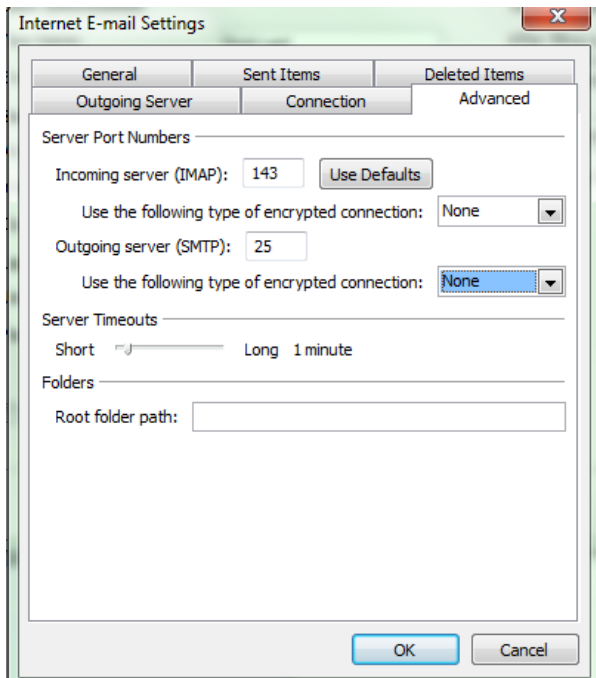 Internet E-mail Settings
General Sent Items Deleted Items
Outgoing Server Connection Advanced
Server Port Numbers
Incoming server (IMAP): 143 Use Defaults
Use the following type of encrypted connection: None
Outgoing server (SMTP): 25
Use the following type of encrypted connection: None
Server Timeouts
Short Long 1 minute
Folders
Root folder path:
OK Cancel